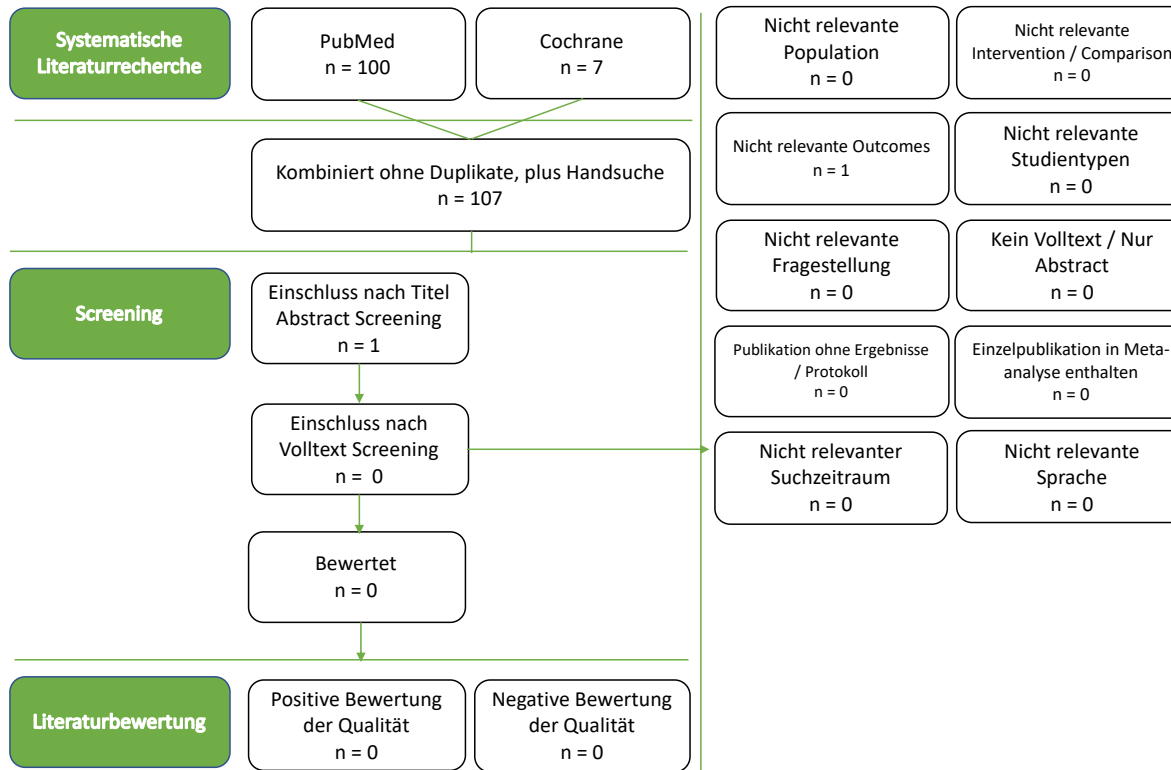 Systematische
Literaturrecherche
PubMed
n = 100
Cochrane
n = 7
Kombiniert ohne Duplikate, plus Handsuche
n = 107
Screening
Einschluss nach Titel
Abstract Screening
n = 1
Einschluss nach
Volltext Screening
n = 0
Bewertet
n = 0
Literaturbewertung
Positive Bewertung
der Qualität
n = 0
Negative Bewertung
der Qualität
n = 0
Nicht relevante
Population
n = 0
Nicht relevante
Intervention / Comparison
n = 0
Nicht relevante Outcomes
n = 1
Nicht relevante
Studientypen
n = 0
Nicht relevante
Fragestellung
n = 0
Kein Volltext / Nur
Abstract
n = 0
Publikation ohne Ergebnisse
/ Protokoll
n = 0
Einzelpublikation in Meta-
analyse enthalten
n = 0
Nicht relevanter
Suchzeitraum
n = 0
Nicht relevante
Sprache
n = 0